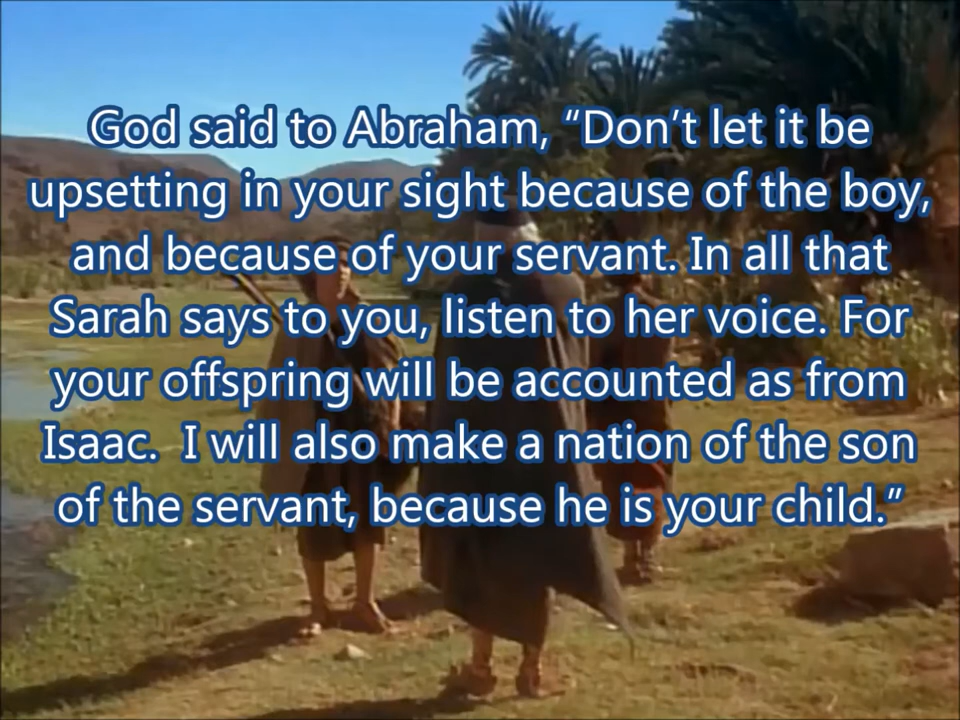 God said to Abraham, “Don’t let it be
upsetting in your sight because of the boy,
and because of your servant. In all that
Sarah says to you, listen to her voice. For
your offspring will be accounted as from
Isaac.  I will also make a nation of the son
of the servant, because he is your child.”